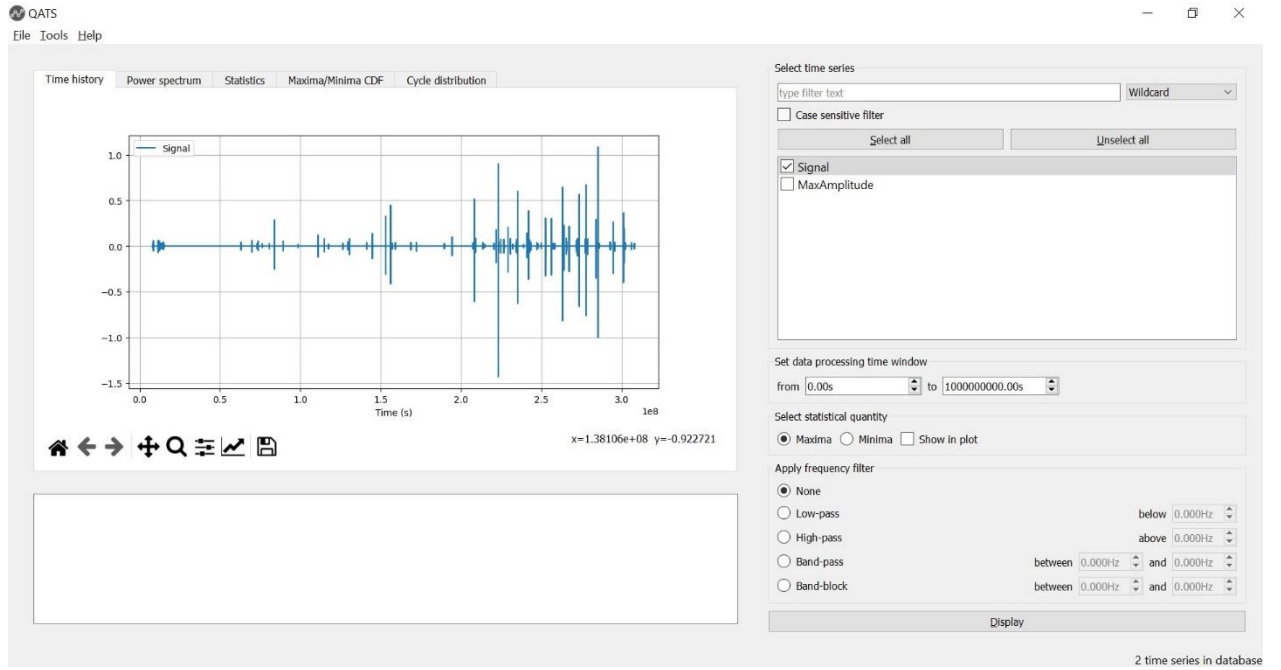 QATS
File Tools Help
Time history Power spectrum Statistics Maxima/Minima CDF Cycle distribution
Signal
1.0
0.5
0.0
−0.5
−1.0
−1.5
0.0 0.5 1.0 1.5 2.0 2.5 3.0
1e8
Time (s)
x=1.38106e+08 y=-0.922721
Select time series
type filter text Wildcard
Case sensitive filter
Select all Unselect all
Signal
MaxAmplitude
Set data processing time window
from 0.00s to 1000000000.00s
Select statistical quantity
Maxima Minima Show in plot
Apply frequency filter
None
Low-pass below 0.000Hz
High-pass above 0.000Hz
Band-pass between 0.000Hz and 0.000Hz
Band-block between 0.000Hz and 0.000Hz
Display
2 time series in database